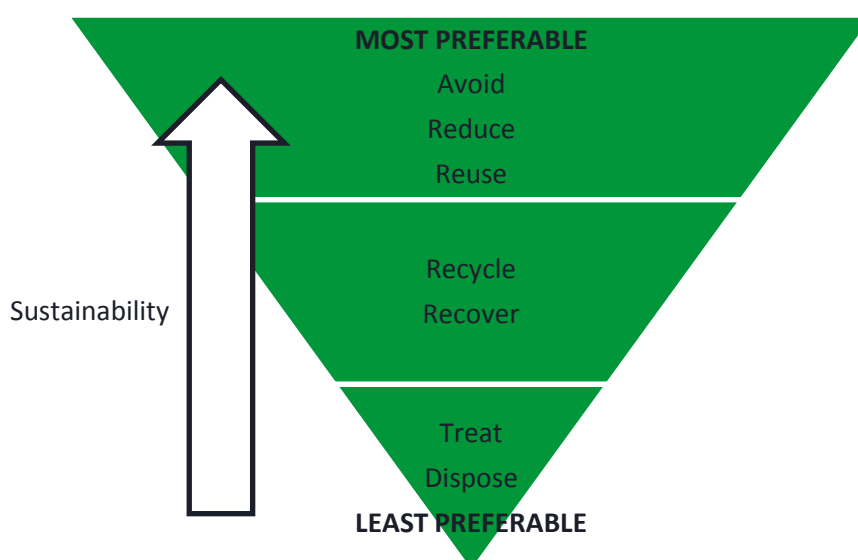 MOST PREFERABLE
Avoid
Reduce
Reuse
Recycle
Recover
Sustainability
Treat
Dispose
LEAST PREFERABLE